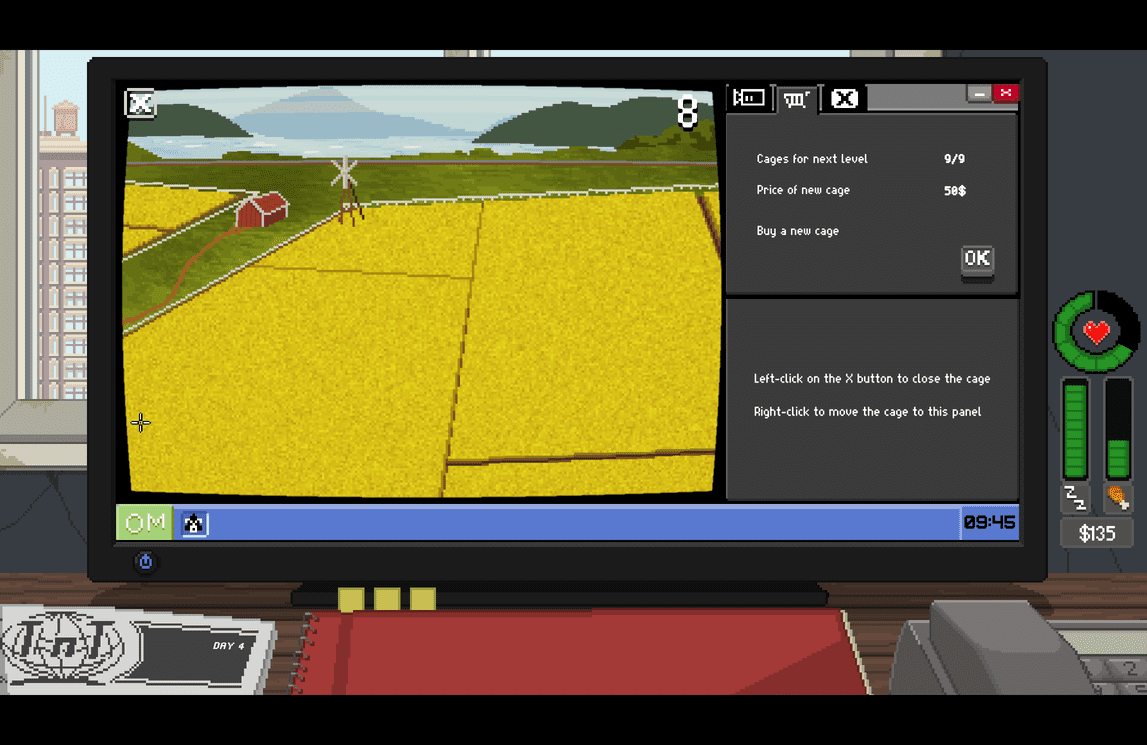 X
8
X
Cages for next level 9/9
Price of new cage 50$
Buy a new cage
OK
Left-click on the X button to close the cage
Right-click to move the cage to this panel
OM
09:45
$135
TnT
DAY 4
2